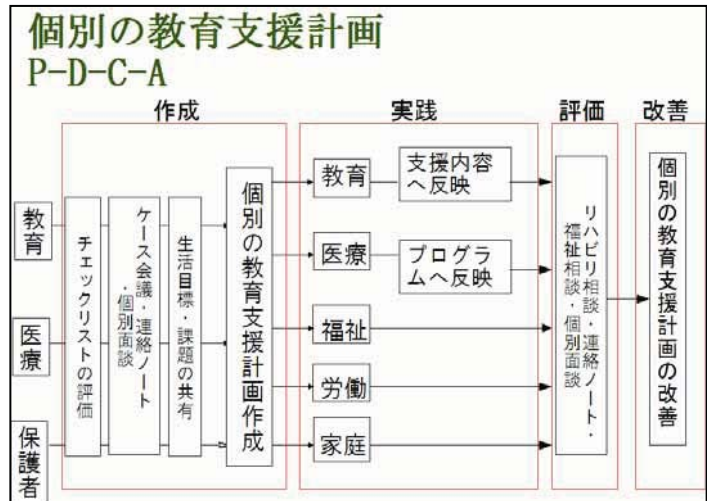 個別の教育支援計画
P-D-C-A
作成
実践
評価
改善
教育
医療
保護者
チェックリストの評価
ケース会議・連絡ノート
・個別面談
生活目標・課題の共有
個別の教育支援計画作成
教育
支援内容
へ反映
医療
プログラ
ムへ反映
福祉
労働
家庭
リハビリ相談・連絡ノート・
福祉相談・個別面談
個別の教育支援計画の改善